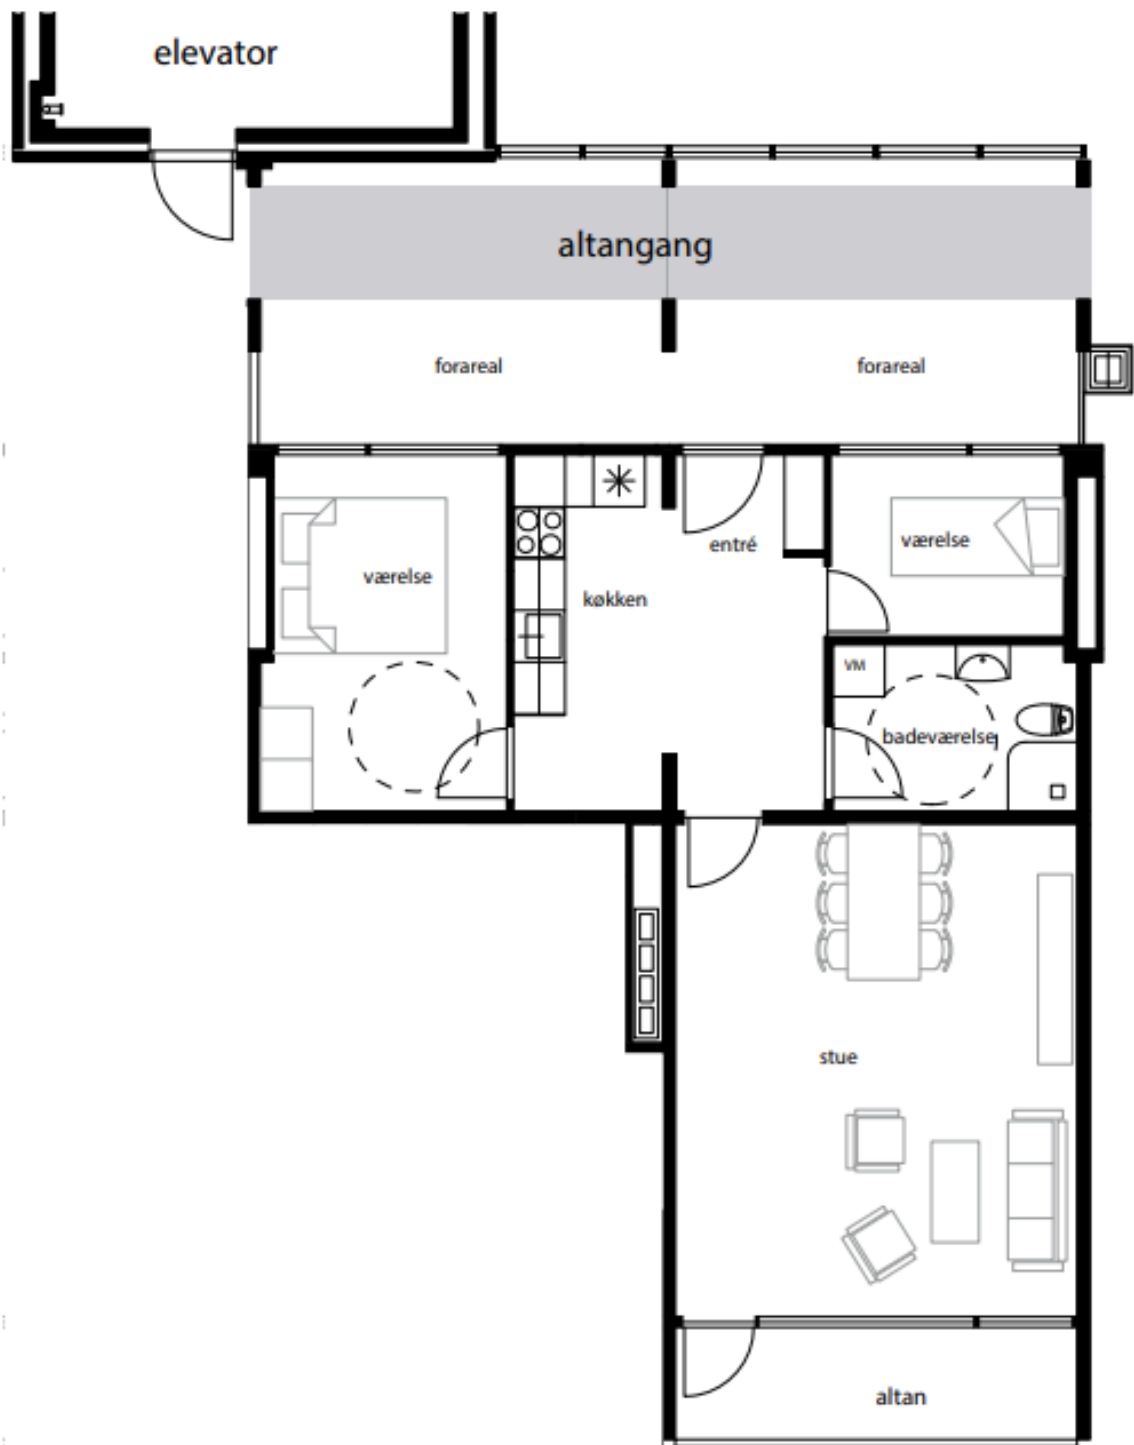 elevator
altangang
forareal
forareal
entré
værelse
værelse
køkken
VM
badeværelse
stue
altan